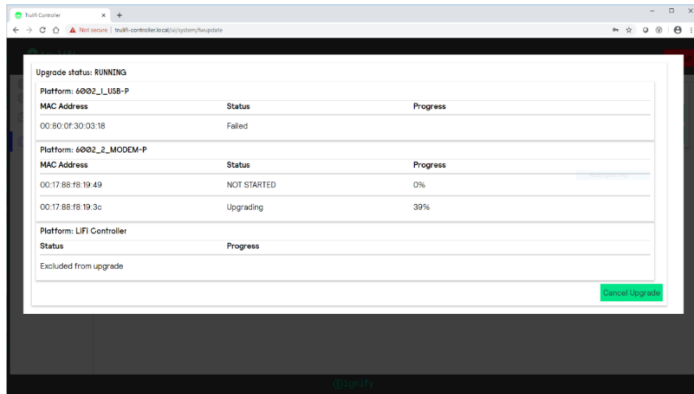 Trulifi Controller
Not secure | trulifi-controller.local/ui/system/fwupdate
Upgrade status: RUNNING
Platform: 6002_1_USB-P
MAC Address Status Progress
00:80:0f:30:03:18 Failed
Platform: 6002_2_MODEM-P
MAC Address Status Progress
00:17:88:f8:19:49 NOT STARTED 0%
00:17:88:f8:19:3c Upgrading 39%
Platform: LiFi Controller
Status Progress
Excluded from upgrade
Cancel Upgrade
Signify